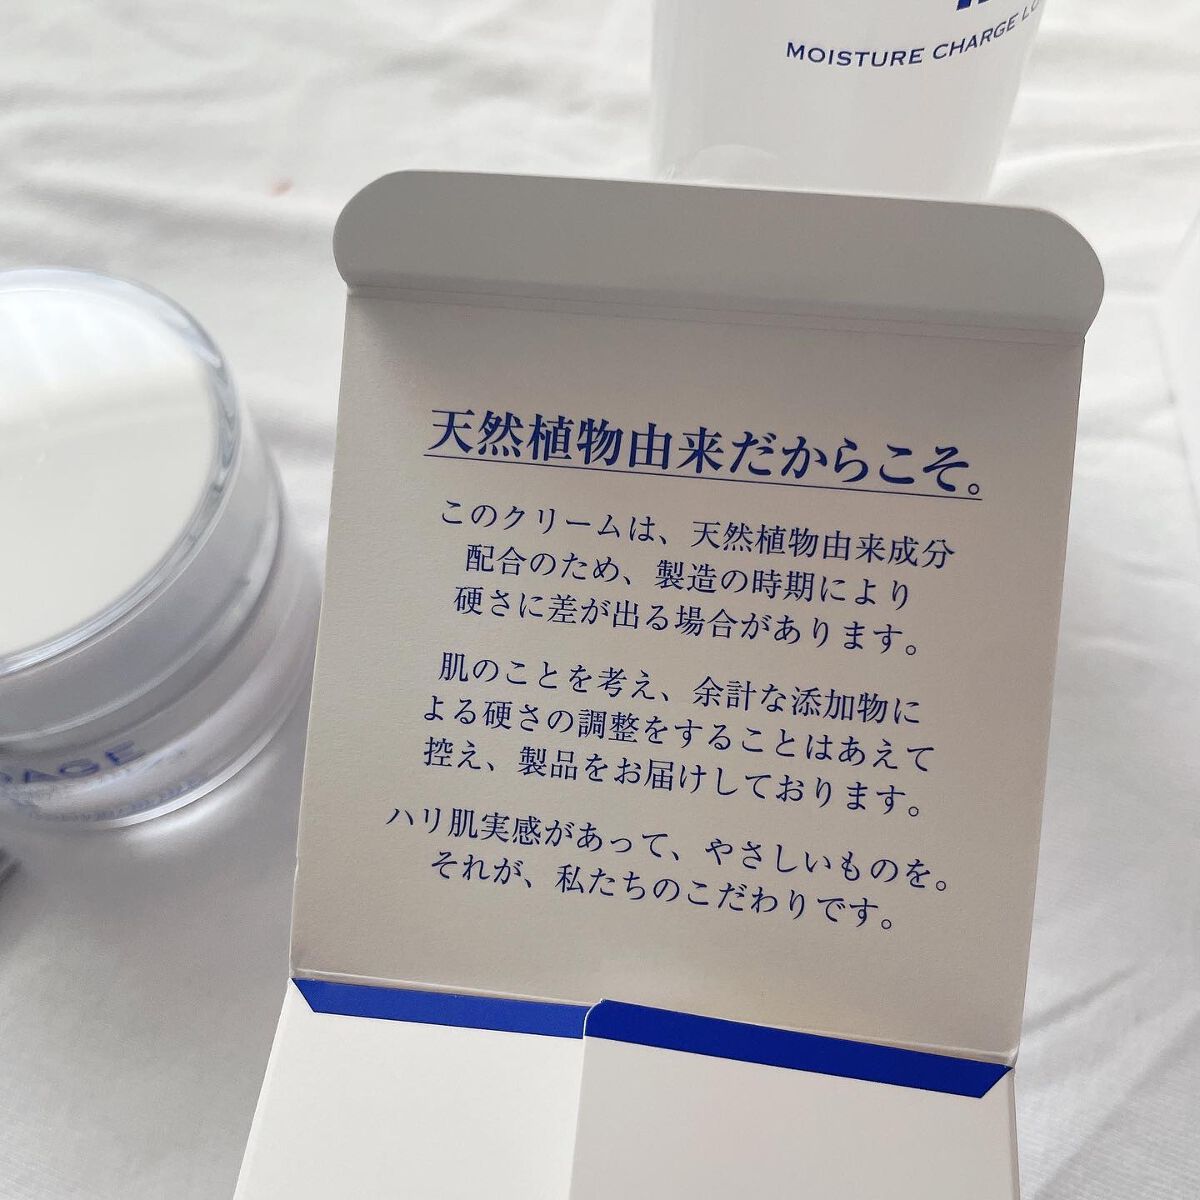 MOISTURE CHARGE
天然植物由来だからこそ。
このクリームは、天然植物由来成分
配合のため、製造の時期により
硬さに差が出る場合があります。
肌のことを考え、余計な添加物に
よる硬さの調整をすることはあえて
控え、製品をお届けしております。
ハリ肌実感があって、やさしいものを。
それが、私たちのこだわりです。
PAGE